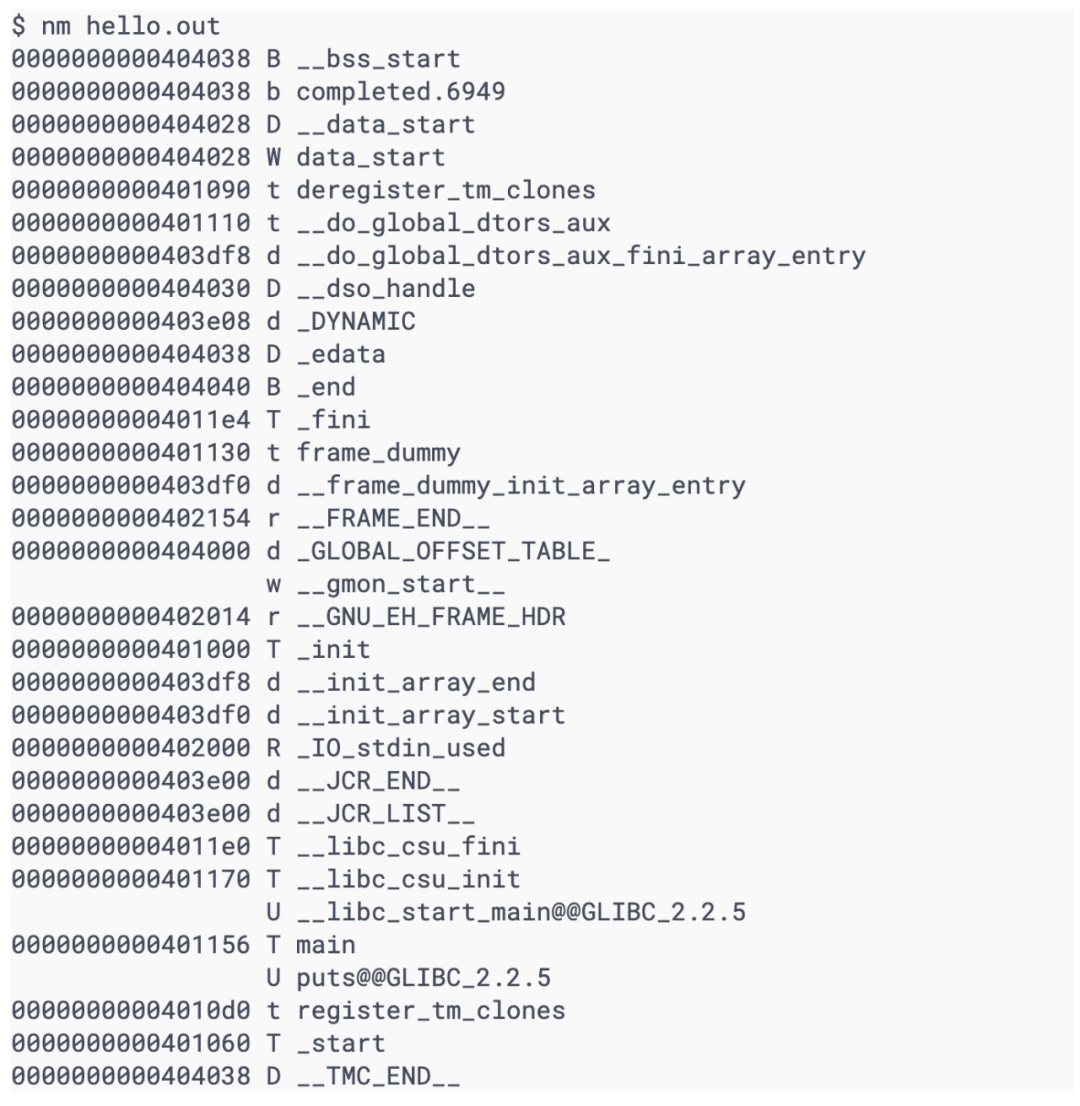 $ nm hello.out
0000000000404038 B __bss_start
0000000000404038 b completed.6949
0000000000404028 D __data_start
0000000000404028 W data_start
0000000000401090 t deregister_tm_clones
0000000000401110 t __do_global_dtors_aux
0000000000403df8 d __do_global_dtors_aux_fini_array_entry
0000000000404030 D __dso_handle
0000000000403e08 d _DYNAMIC
0000000000404038 D _edata
0000000000404040 B _end
00000000004011e4 T _fini
0000000000401130 t frame_dummy
0000000000403df0 d __frame_dummy_init_array_entry
0000000000402154 r __FRAME_END__
0000000000404000 d _GLOBAL_OFFSET_TABLE_
                 w __gmon_start__
0000000000402014 r __GNU_EH_FRAME_HDR
0000000000401000 T _init
0000000000403df8 d __init_array_end
0000000000403df0 d __init_array_start
0000000000402000 R _IO_stdin_used
0000000000403e00 d __JCR_END__
0000000000403e00 d __JCR_LIST__
00000000004011e0 T __libc_csu_fini
0000000000401170 T __libc_csu_init
                 U __libc_start_main@@GLIBC_2.2.5
0000000000401156 T main
                 U puts@@GLIBC_2.2.5
00000000004010d0 t register_tm_clones
0000000000401060 T _start
0000000000404038 D __TMC_END__